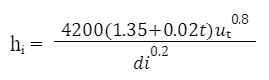 hᵢ = 4200(1.35+0.02t)uₜ^0.8 / di^0.2